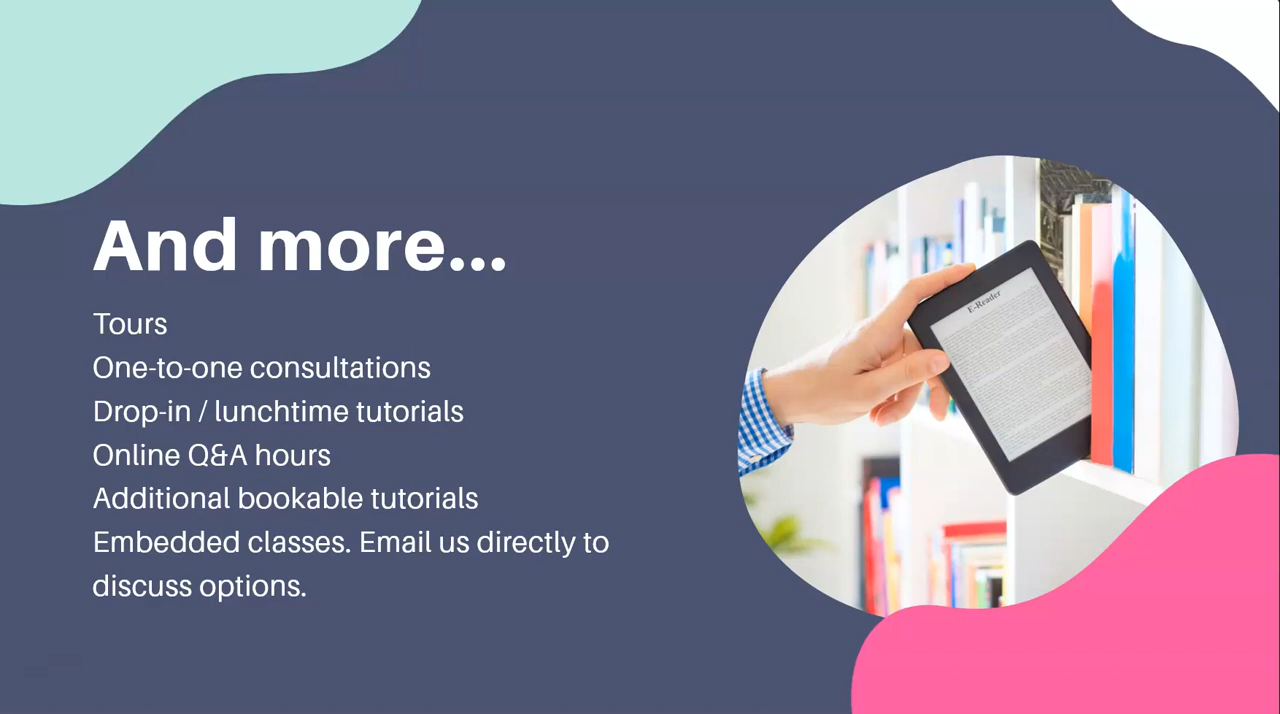 And more...
Tours
One-to-one consultations
Drop-in / lunchtime tutorials
Online Q&A hours
Additional bookable tutorials
Embedded classes. Email us directly to
discuss options.
E-Reader